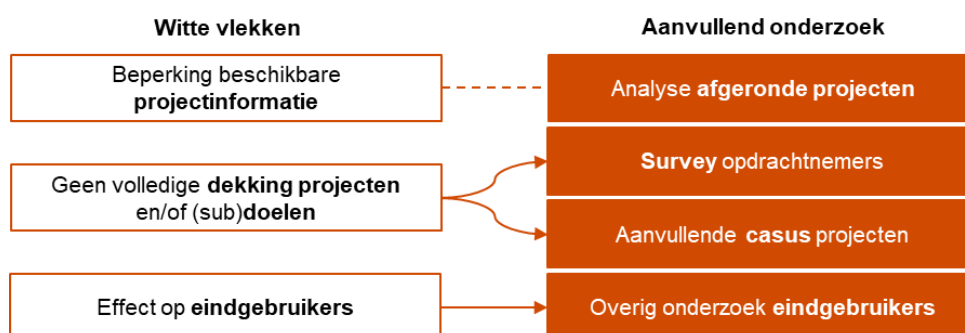 Witte vlekken
Aanvullend onderzoek
Beperking beschikbare
projectinformatie
Analyse afgeronde projecten
Geen volledige dekking projecten
en/of (sub)doelen
Survey opdrachtnemers
Aanvullende casus projecten
Effect op eindgebruikers
Overig onderzoek eindgebruikers